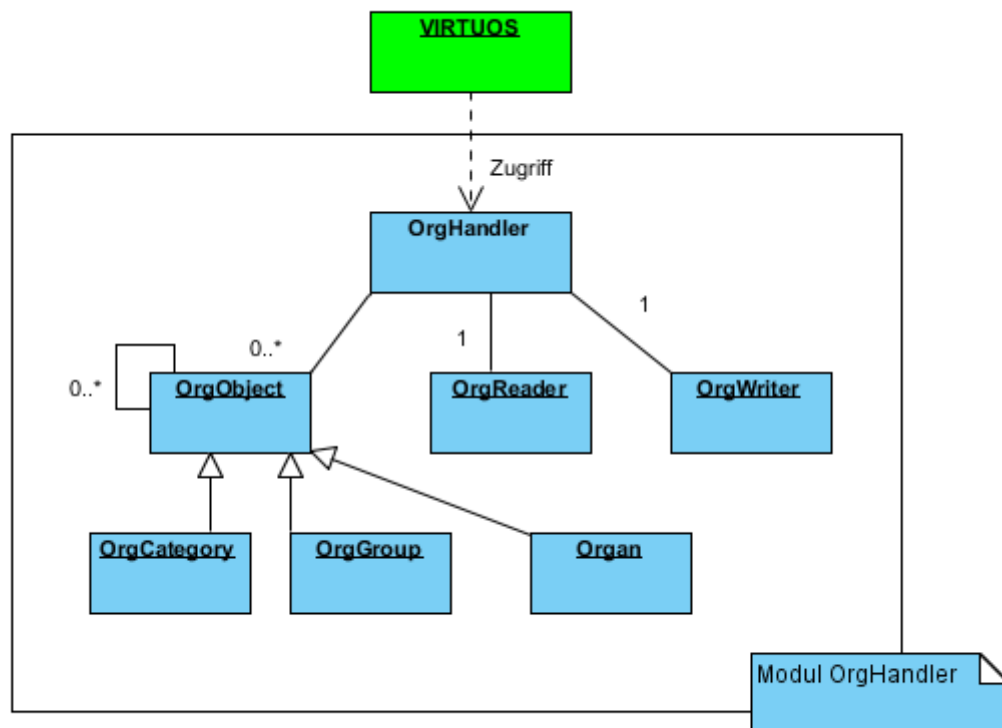 VIRTUOS
Zugriff
OrgHandler
1
0..*
1
0..*
OrgObject
OrgReader
OrgWriter
OrgCategory
OrgGroup
Organ
Modul OrgHandler